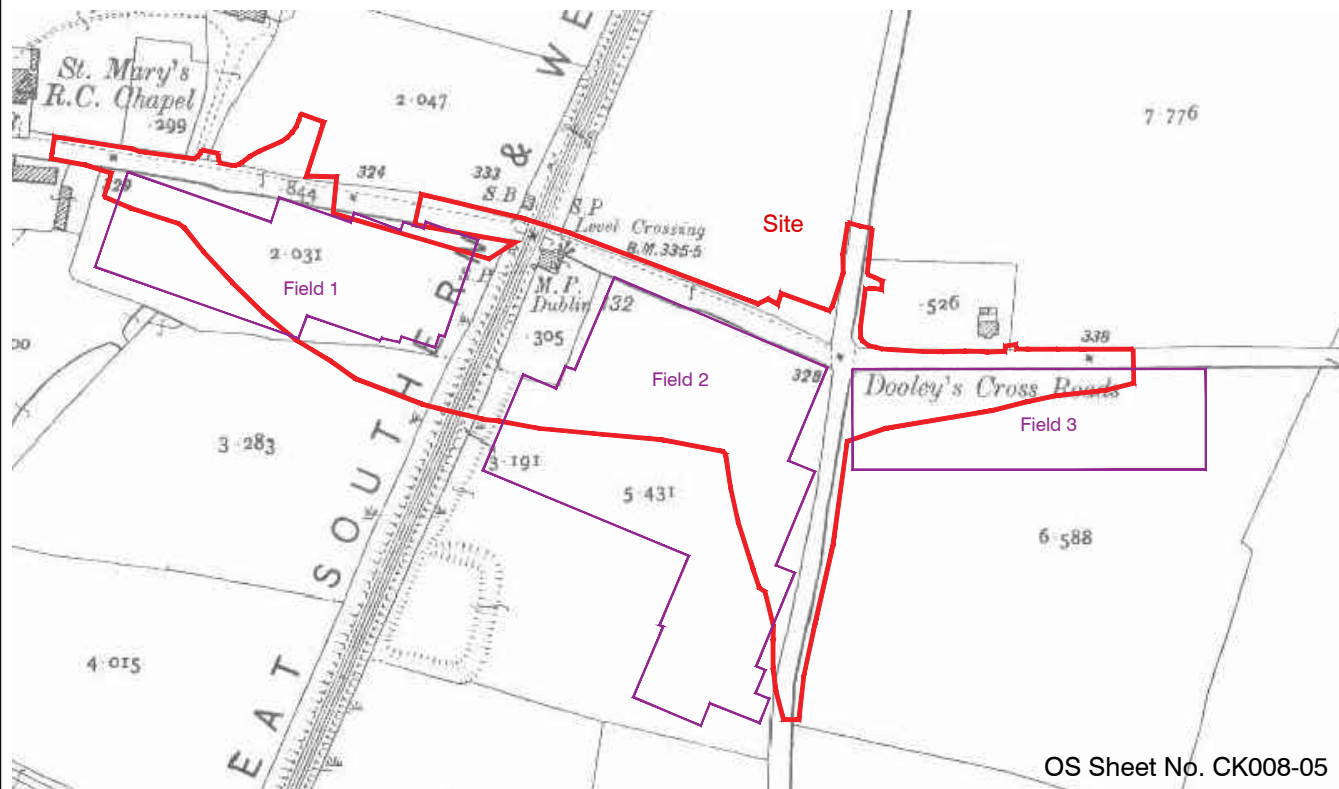 St. Mary's
R.C. Chapel
·299
2·047
7·776
W E
&
324
333
S.B
S.P
Level Crossing
B.M.335·5
Site
329
·844
2·031
Field 1
M.P.
Dublin 132
·305
·526
338
328
Dooley's Cross Roads
Field 2
Field 3
3·283
3·191
5·431
6·588
4·015
E A T S O U T H E R N
OS Sheet No. CK008-05